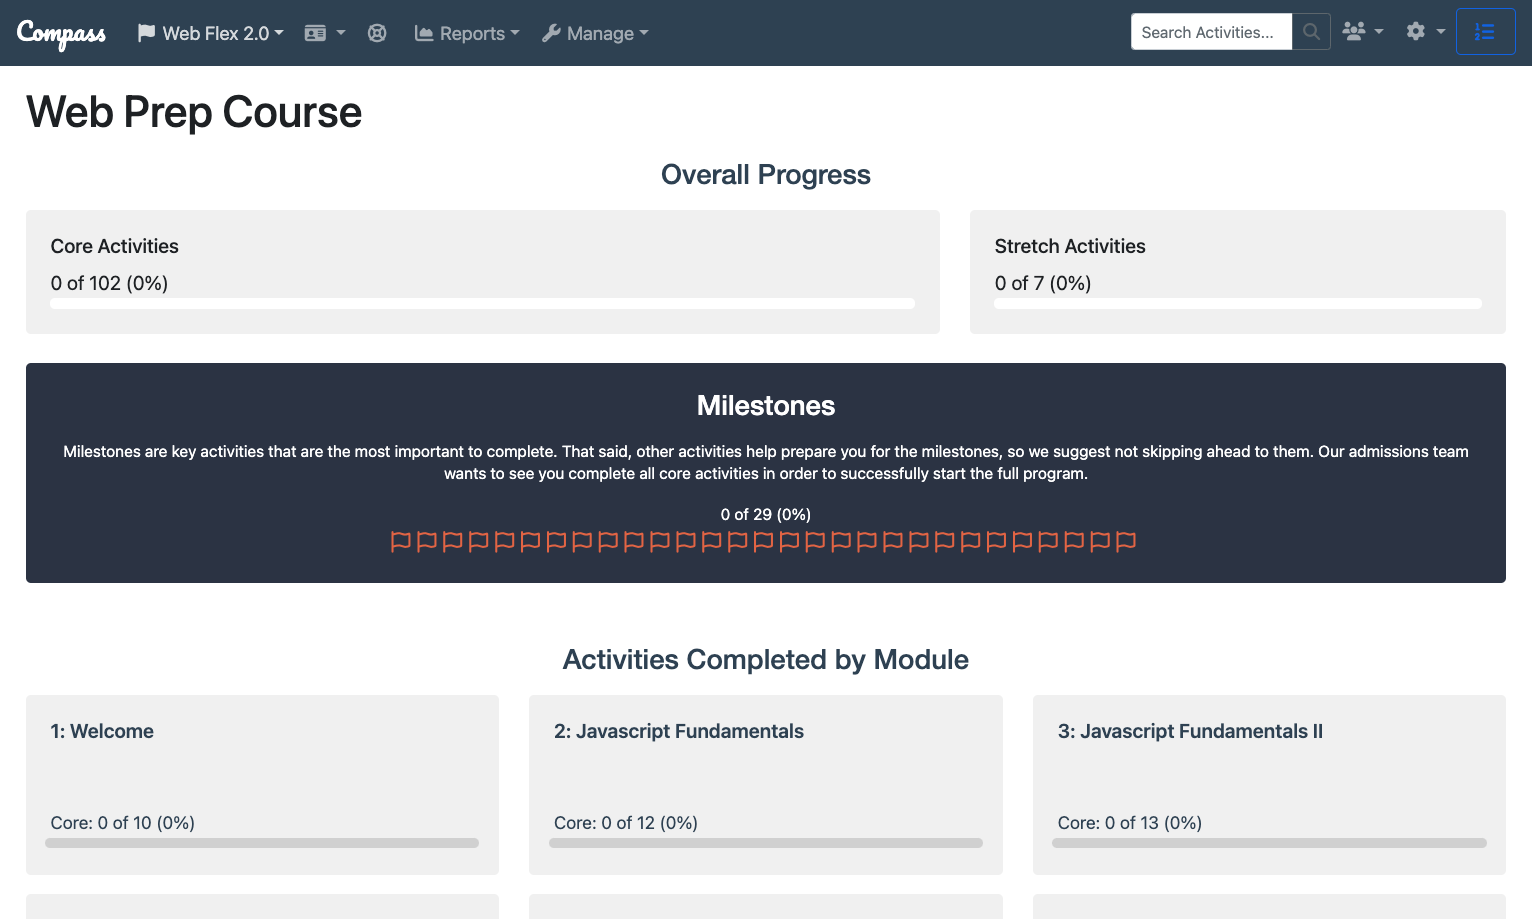 Compass
Web Flex 2.0
Reports
Manage
Search Activities...
Web Prep Course
Overall Progress
Core Activities
0 of 102 (0%)
Stretch Activities
0 of 7 (0%)
Milestones
Milestones are key activities that are the most important to complete. That said, other activities help prepare you for the milestones, so we suggest not skipping ahead to them. Our admissions team
wants to see you complete all core activities in order to successfully start the full program.
0 of 29 (0%)
Activities Completed by Module
1: Welcome
Core: 0 of 10 (0%)
2: Javascript Fundamentals
Core: 0 of 12 (0%)
3: Javascript Fundamentals II
Core: 0 of 13 (0%)